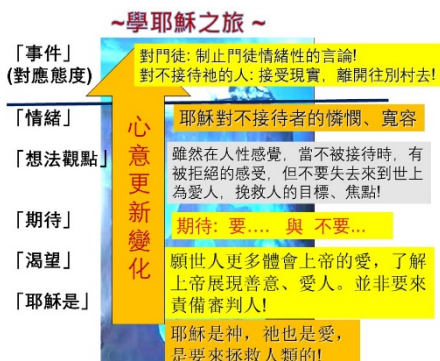 ~學耶穌之旅 ~
「事件」
(對應態度)
對門徒: 制止門徒情緒性的言論!
對不接待祂的人: 接受現實, 離開往別村去!
「情緒」
耶穌對不接待者的憐憫、寬容
「想法觀點」
雖然在人性感覺, 當不被接待時, 有
被拒絕的感受, 但不要失去來到世上
為愛人, 挽救人的目標、焦點!
「期待」
期待: 要.... 與 不要...
「渴望」
願世人更多體會上帝的愛, 了解
上帝展現善意、愛人。並非要來
責備審判人!
「耶穌是」
耶穌是神, 祂也是愛,
是要來拯救人類的!
心意更新變化